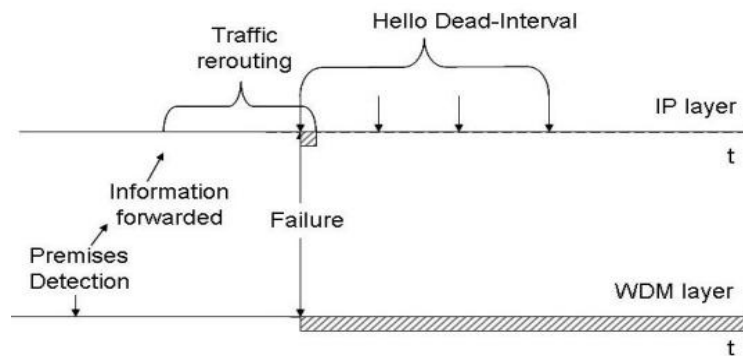 Hello Dead-Interval
Traffic
rerouting
IP layer
t
Information
forwarded
Failure
Premises
Detection
WDM layer
t